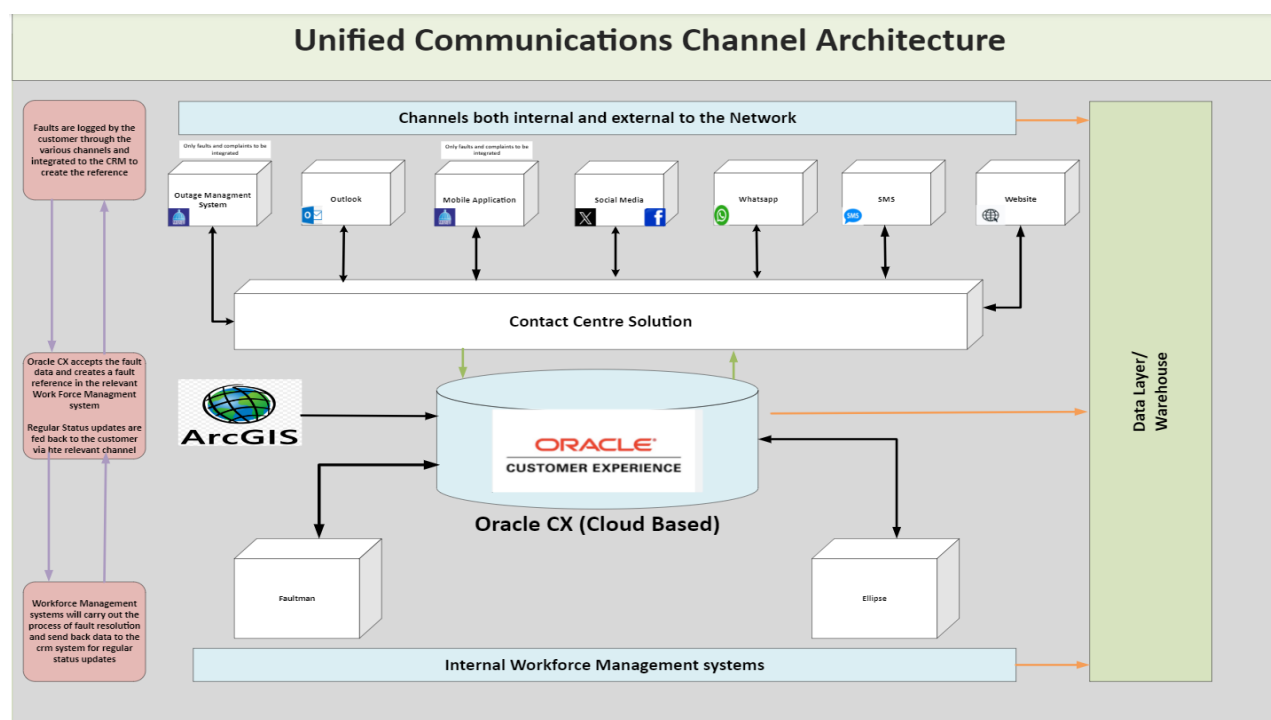 Unified Communications Channel Architecture
Faults are logged by the
customer through the
various channels and
integrated to the CRM to
create the reference
Channels both internal and external to the Network
Only faults and complaints to be
integrated
Only faults and complaints to be
integrated
Outage Managment
System
Outlook
Mobile Application
Social Media
Whatsapp
SMS
Website
SMS
Contact Centre Solution
Oracle CX accepts the fault
data and creates a fault
reference in the relevant
Work Force Managment
system
Regular Status updates are
fed back to the customer
via hte relevant channel
ArcGIS
ORACLE
CUSTOMER EXPERIENCE
Oracle CX (Cloud Based)
Data Layer/
Warehouse
Faultman
Ellipse
Workforce Management
systems will carry out the
process of fault resolution
and send back data to the
crm system for regular
status updates
Internal Workforce Management systems